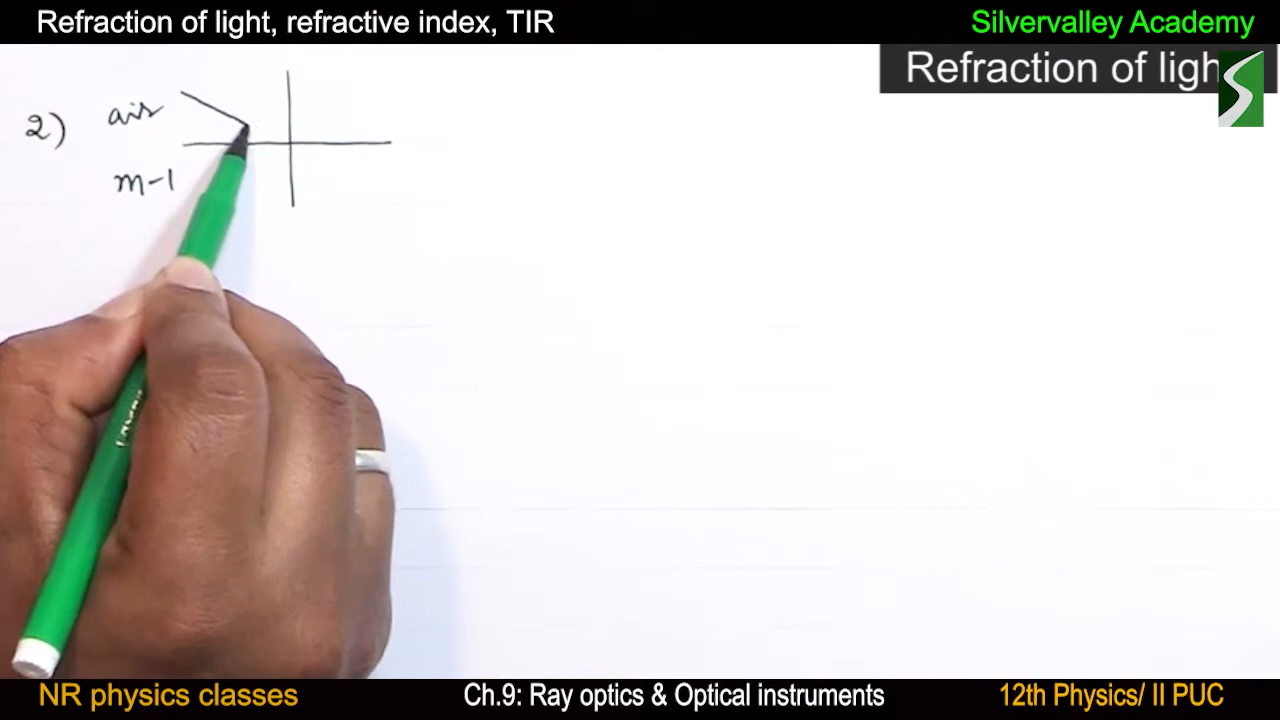 Refraction of light, refractive index, TIR
Silvervalley Academy
Refraction of ligh
2) air
m-1
NR physics classes
Ch.9: Ray optics & Optical instruments
12th Physics/ II PUC